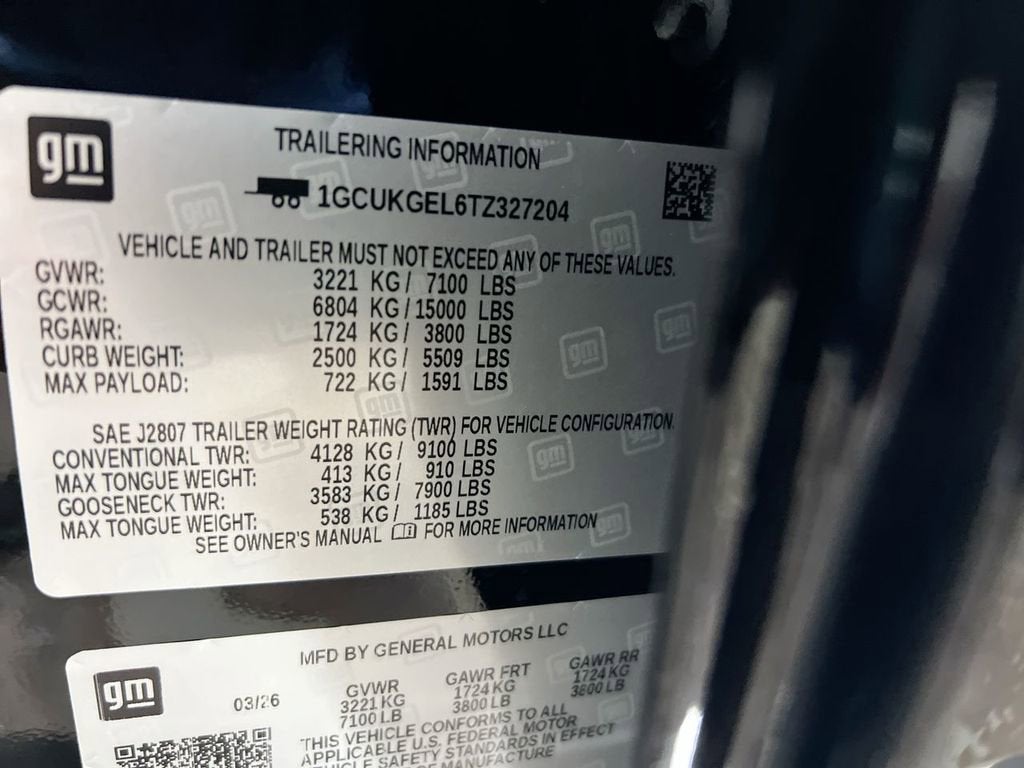 gm
TRAILERING INFORMATION
1GCUKGEL6TZ327204
VEHICLE AND TRAILER MUST NOT EXCEED ANY OF THESE VALUES.
GVWR: 3221 KG / 7100 LBS
GCWR: 6804 KG / 15000 LBS
RGAWR: 1724 KG / 3800 LBS
CURB WEIGHT: 2500 KG / 5509 LBS
MAX PAYLOAD: 722 KG / 1591 LBS
SAE J2807 TRAILER WEIGHT RATING (TWR) FOR VEHICLE CONFIGURATION.
CONVENTIONAL TWR: 4128 KG / 9100 LBS
MAX TONGUE WEIGHT: 413 KG / 910 LBS
GOOSENECK TWR: 3583 KG / 7900 LBS
MAX TONGUE WEIGHT: 538 KG / 1185 LBS
SEE OWNER'S MANUAL FOR MORE INFORMATION
gm
MFD BY GENERAL MOTORS LLC
03/26
GVWR GAWR FRT GAWR RR
3221 KG 1724 KG 1724 KG
7100 LB 3800 LB 3800 LB
THIS VEHICLE CONFORMS TO ALL
APPLICABLE U.S. FEDERAL MOTOR
VEHICLE SAFETY STANDARDS IN EFFECT